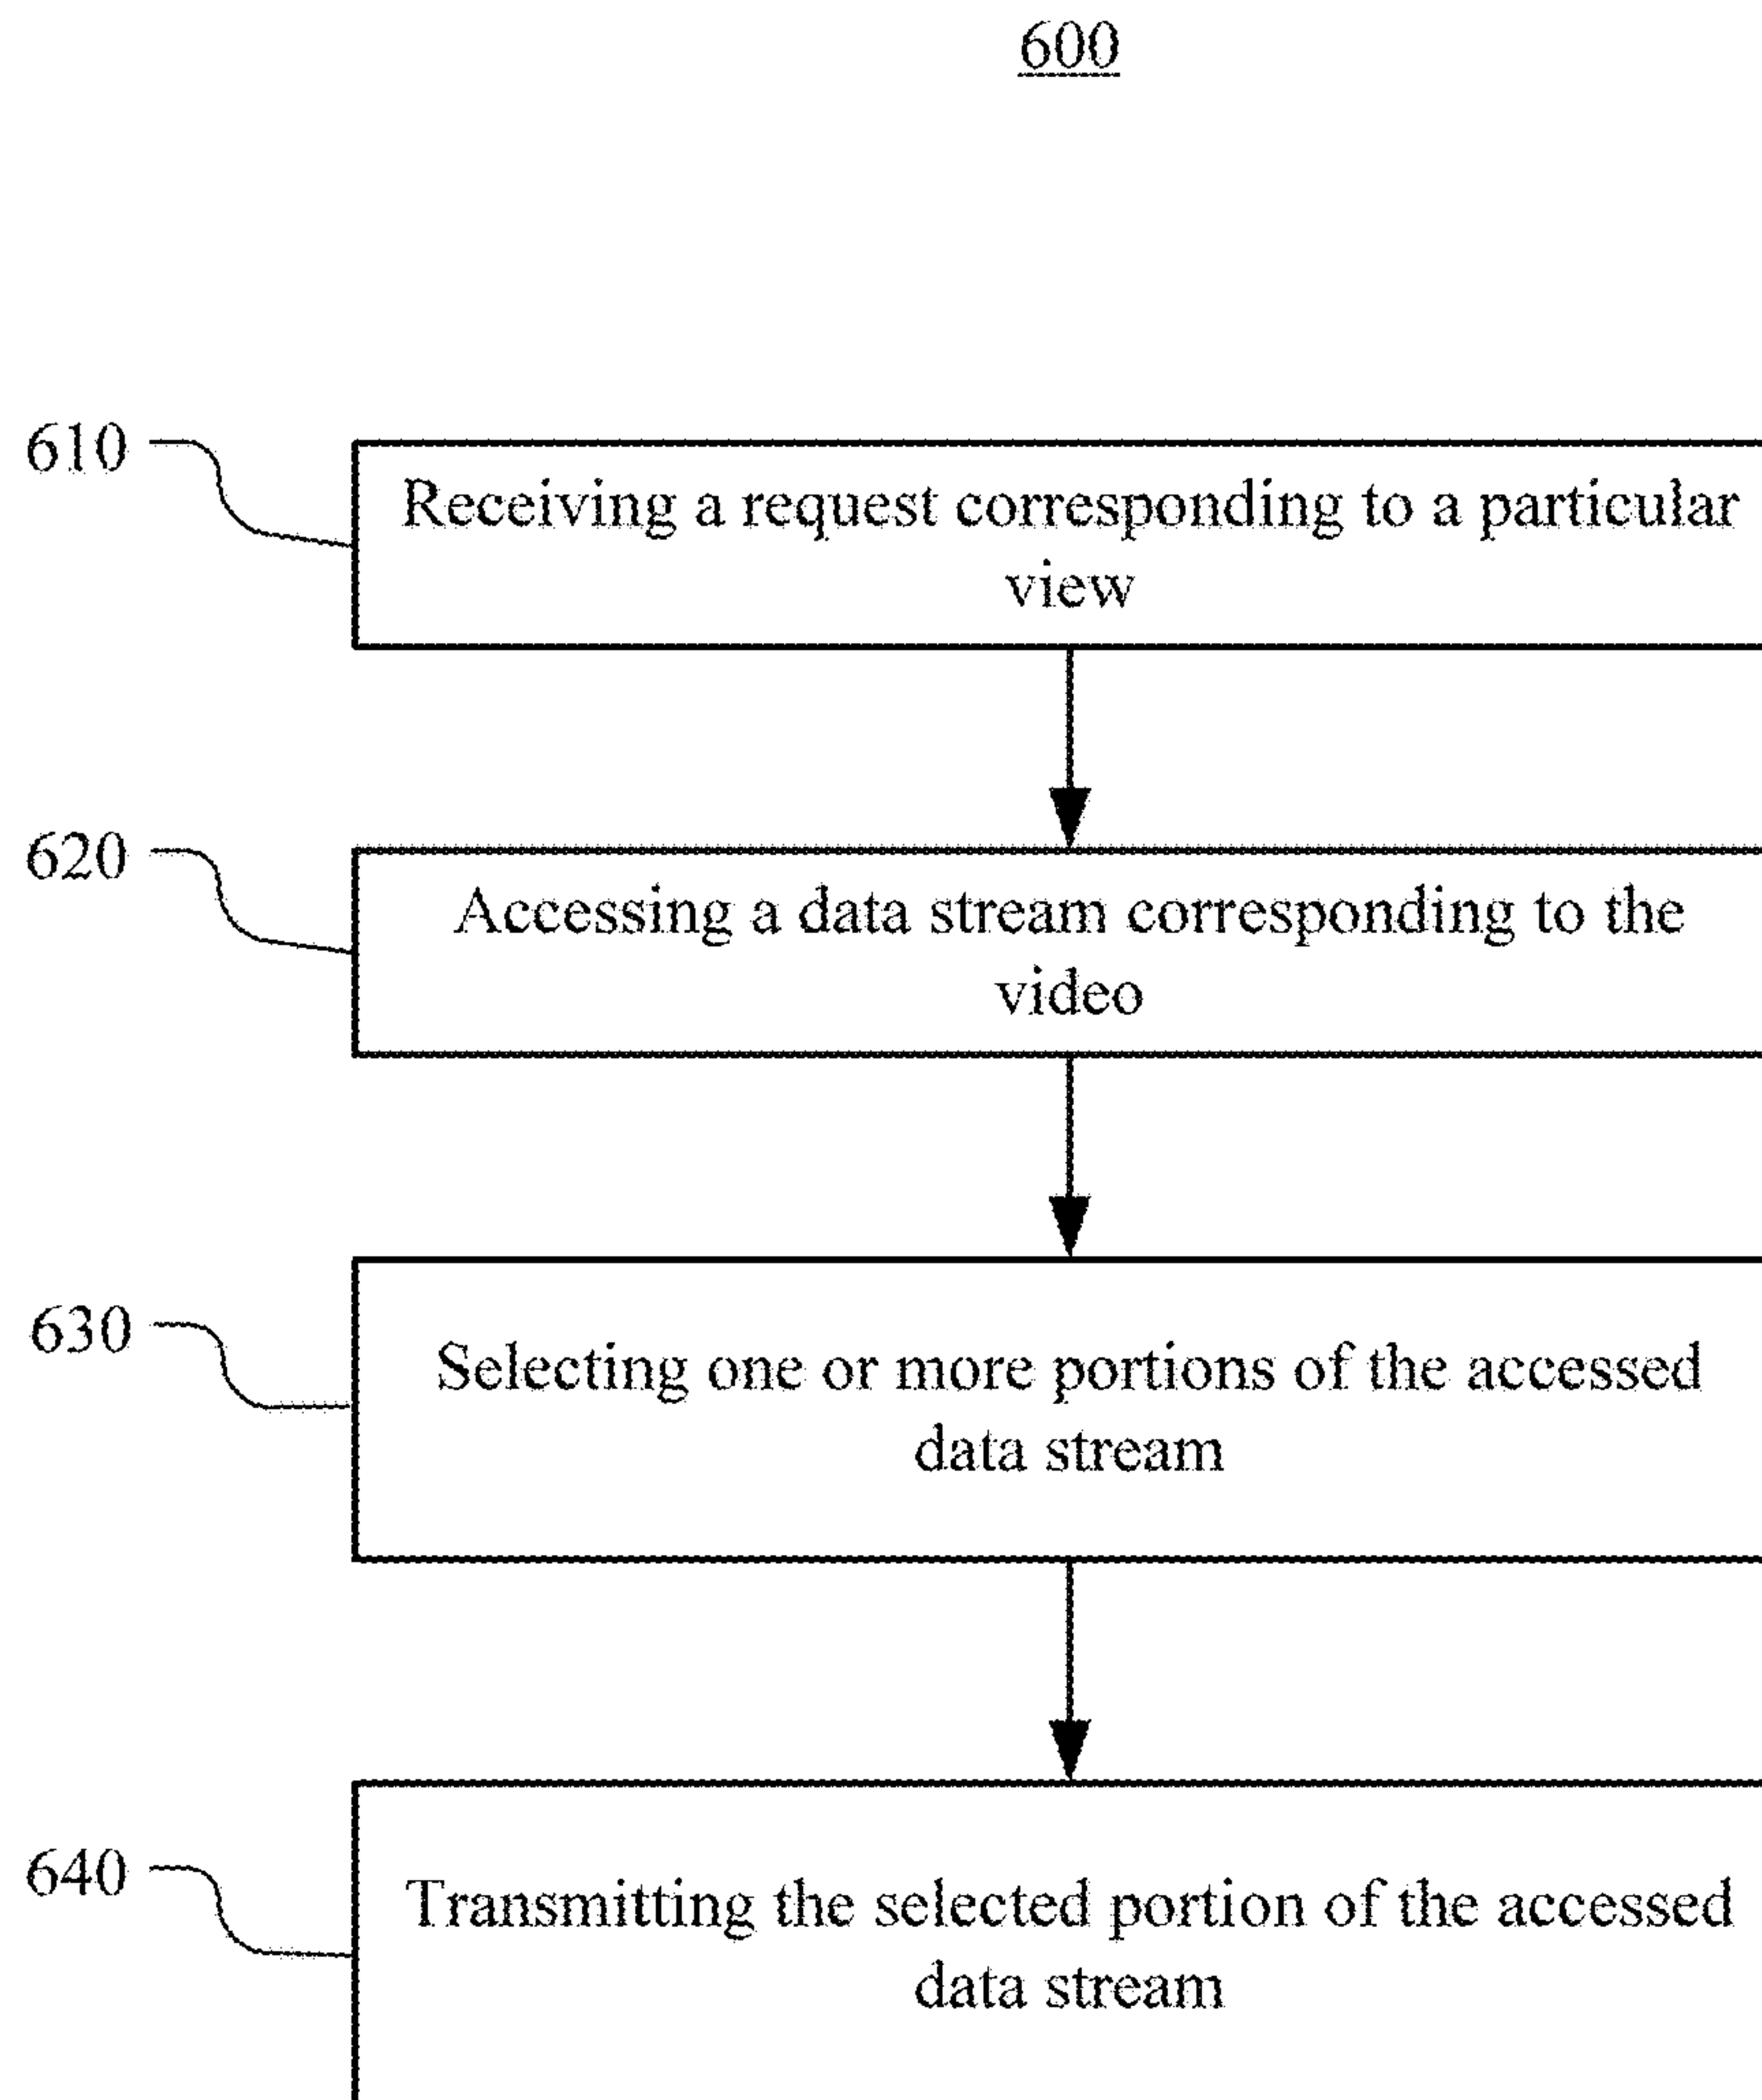 600
610
Receiving a request corresponding to a particular
view
620
Accessing a data stream corresponding to the
video
630
Selecting one or more portions of the accessed
data stream
640
Transmitting the selected portion of the accessed
data stream